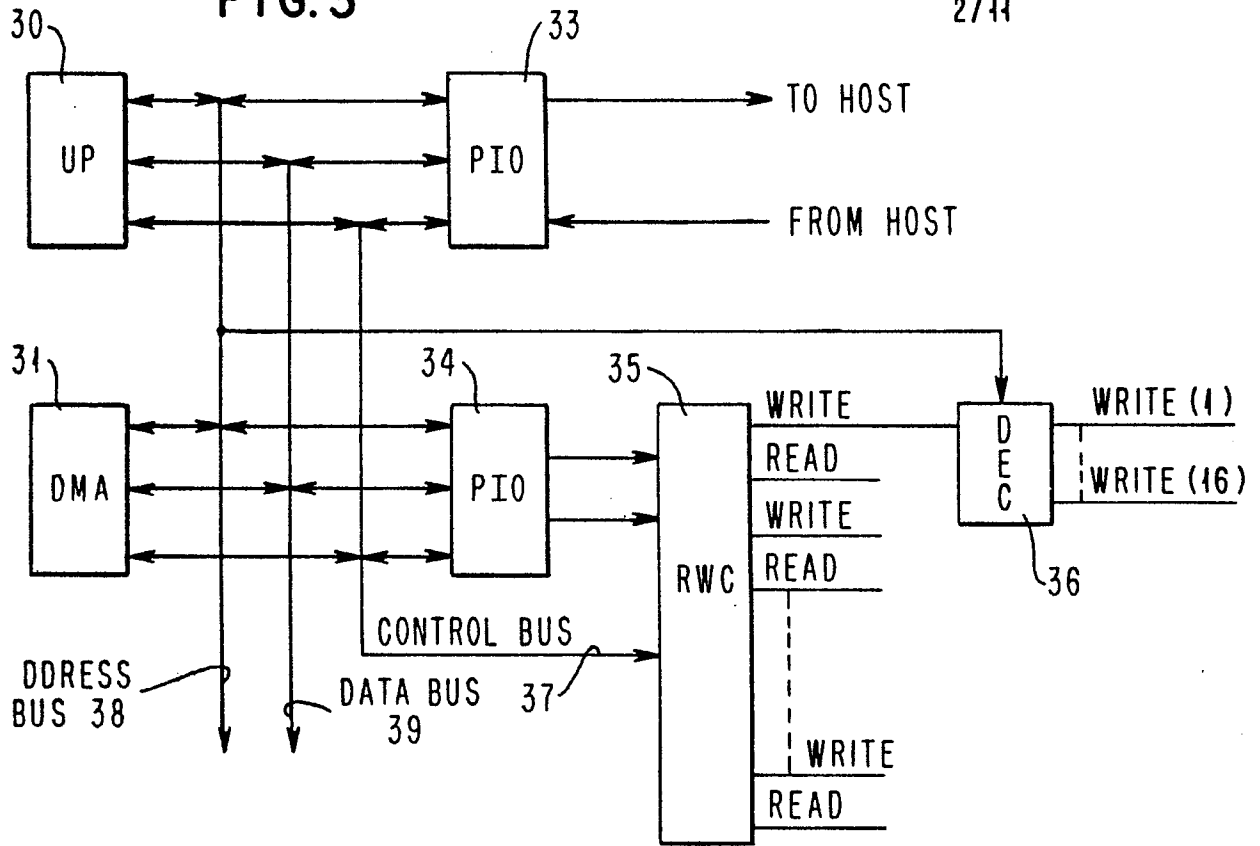 FIG.3
2/11
30
33
UP
PIO
TO HOST
FROM HOST
31
34
35
DMA
PIO
RWC
WRITE
READ
WRITE
READ
WRITE
READ
DEC
WRITE (1)
WRITE (16)
36
CONTROL BUS
37
DDRESS
BUS 38
DATA BUS
39